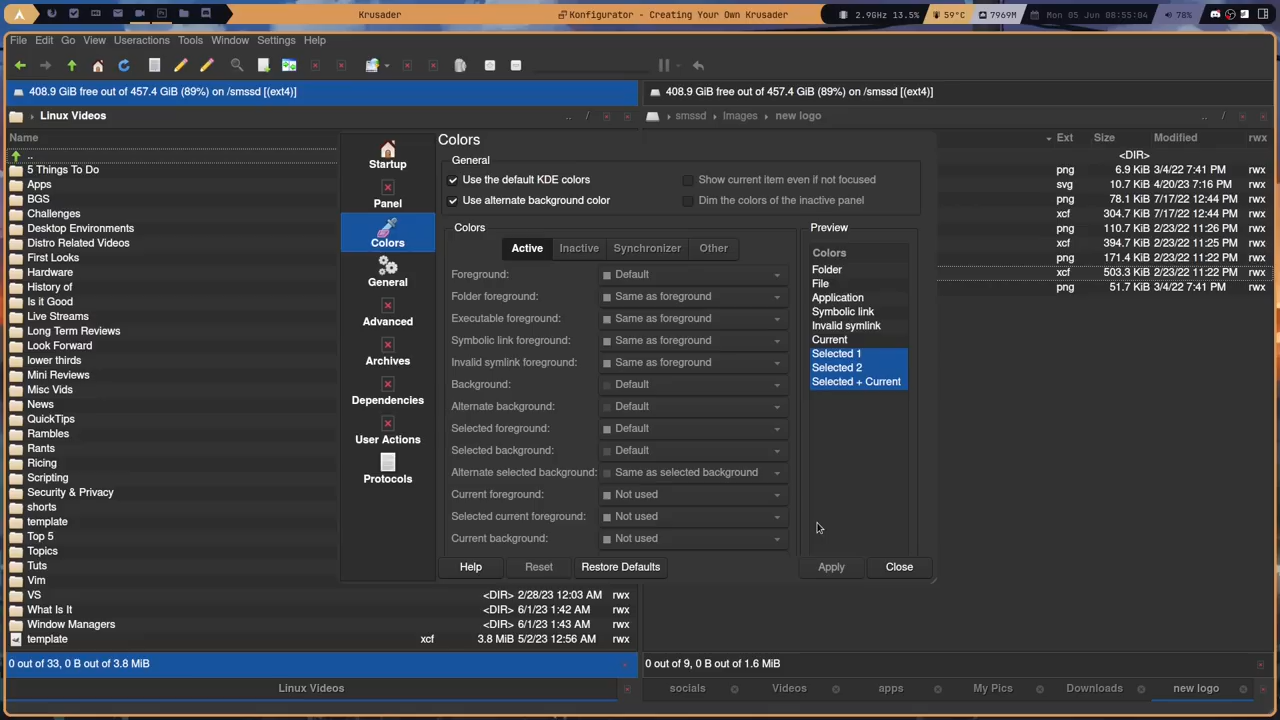 Krusader
Konfigurator - Creating Your Own Krusader
2.9GHz 13.5%
59°C
7969M
Mon 05 Jun 08:55:04
78%
File Edit Go View Useractions Tools Window Settings Help
408.9 GiB free out of 457.4 GiB (89%) on /smssd [(ext4)]
408.9 GiB free out of 457.4 GiB (89%) on /smssd [(ext4)]
Linux Videos .. /
smssd Images new logo .. /
Name
..
5 Things To Do
Apps
BGS
Challenges
Desktop Environments
Distro Related Videos
First Looks
Hardware
History of
Is it Good
Live Streams
Long Term Reviews
Look Forward
lower thirds
Mini Reviews
Misc Vids
News
QuickTips
Rambles
Rants
Ricing
Scripting
Security & Privacy
shorts
template
Top 5
Topics
Tuts
Vim
VS <DIR> 2/28/23 12:03 AM rwx
What Is It <DIR> 6/1/23 1:42 AM rwx
Window Managers <DIR> 6/1/23 1:43 AM rwx
template xcf 3.8 MiB 5/2/23 12:56 AM rwx
0 out of 33, 0 B out of 3.8 MiB
Linux Videos
Startup
Panel
Colors
General
Advanced
Archives
Dependencies
User Actions
Protocols
Colors
General
Use the default KDE colors
Show current item even if not focused
Use alternate background color
Dim the colors of the inactive panel
Colors
Active Inactive Synchronizer Other
Foreground: Default
Folder foreground: Same as foreground
Executable foreground: Same as foreground
Symbolic link foreground: Same as foreground
Invalid symlink foreground: Same as foreground
Background: Default
Alternate background: Default
Selected foreground: Default
Selected background: Default
Alternate selected background: Same as selected background
Current foreground: Not used
Selected current foreground: Not used
Current background: Not used
Preview
Colors
Folder
File
Application
Symbolic link
Invalid symlink
Current
Selected 1
Selected 2
Selected + Current
Help Reset Restore Defaults Apply Close
Ext Size Modified rwx
<DIR>
png 6.9 KiB 3/4/22 7:41 PM rwx
svg 10.7 KiB 4/20/23 7:16 PM rwx
png 78.1 KiB 7/17/22 12:44 PM rwx
xcf 304.7 KiB 7/17/22 12:44 PM rwx
png 110.7 KiB 2/23/22 11:26 PM rwx
xcf 394.7 KiB 2/23/22 11:25 PM rwx
png 171.4 KiB 2/23/22 11:22 PM rwx
xcf 503.3 KiB 2/23/22 11:22 PM rwx
png 51.7 KiB 3/4/22 7:41 PM rwx
0 out of 9, 0 B out of 1.6 MiB
socials Videos apps My Pics Downloads new logo